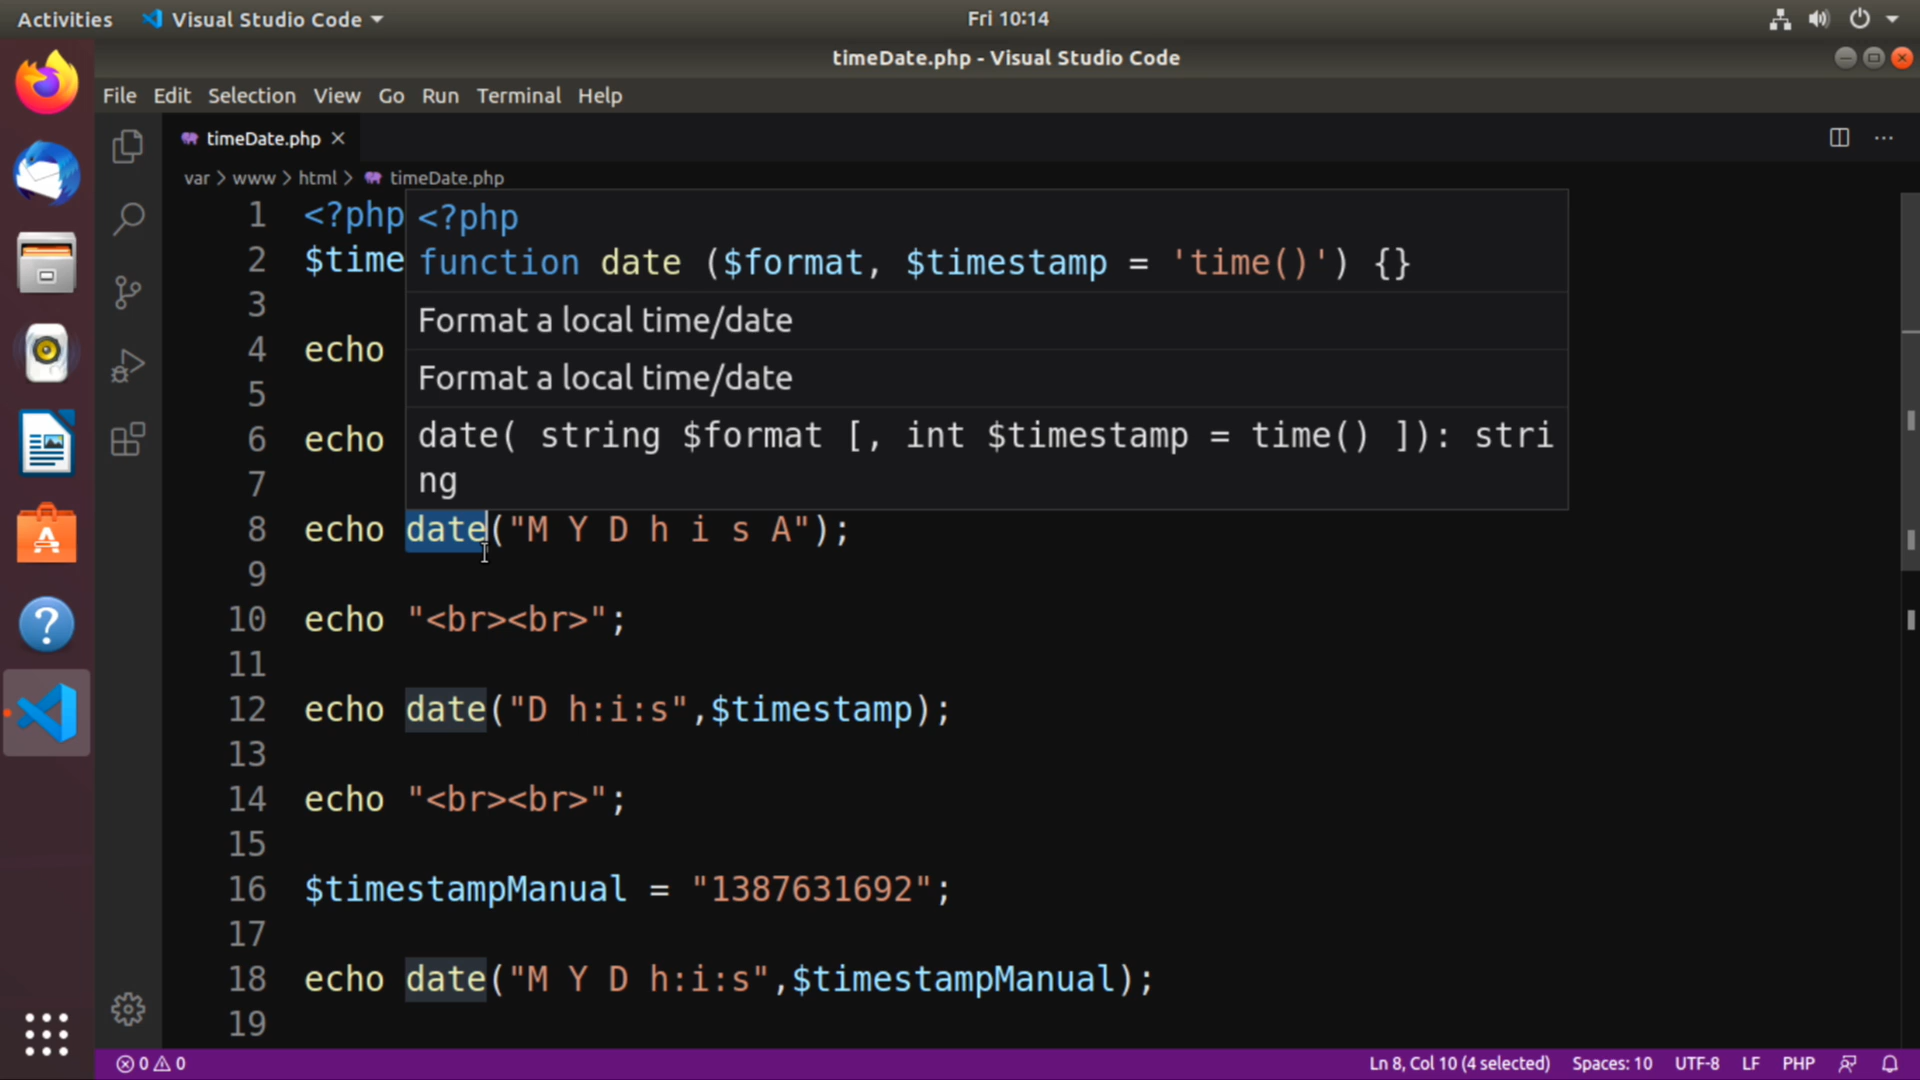 Activities Visual Studio Code Fri 10:14
timeDate.php - Visual Studio Code
File Edit Selection View Go Run Terminal Help
timeDate.php
var > www > html > timeDate.php
1 <?php
2 $time
3
4 echo
5
6 echo
7
<?php
function date ($format, $timestamp = 'time()') {}
Format a local time/date
Format a local time/date
date( string $format [, int $timestamp = time() ]): stri
ng
8 echo date("M Y D h i s A");
9
10 echo "<br><br>";
11
12 echo date("D h:i:s",$timestamp);
13
14 echo "<br><br>";
15
16 $timestampManual = "1387631692";
17
18 echo date("M Y D h:i:s",$timestampManual);
19
0 0 Ln 8, Col 10 (4 selected) Spaces: 10 UTF-8 LF PHP